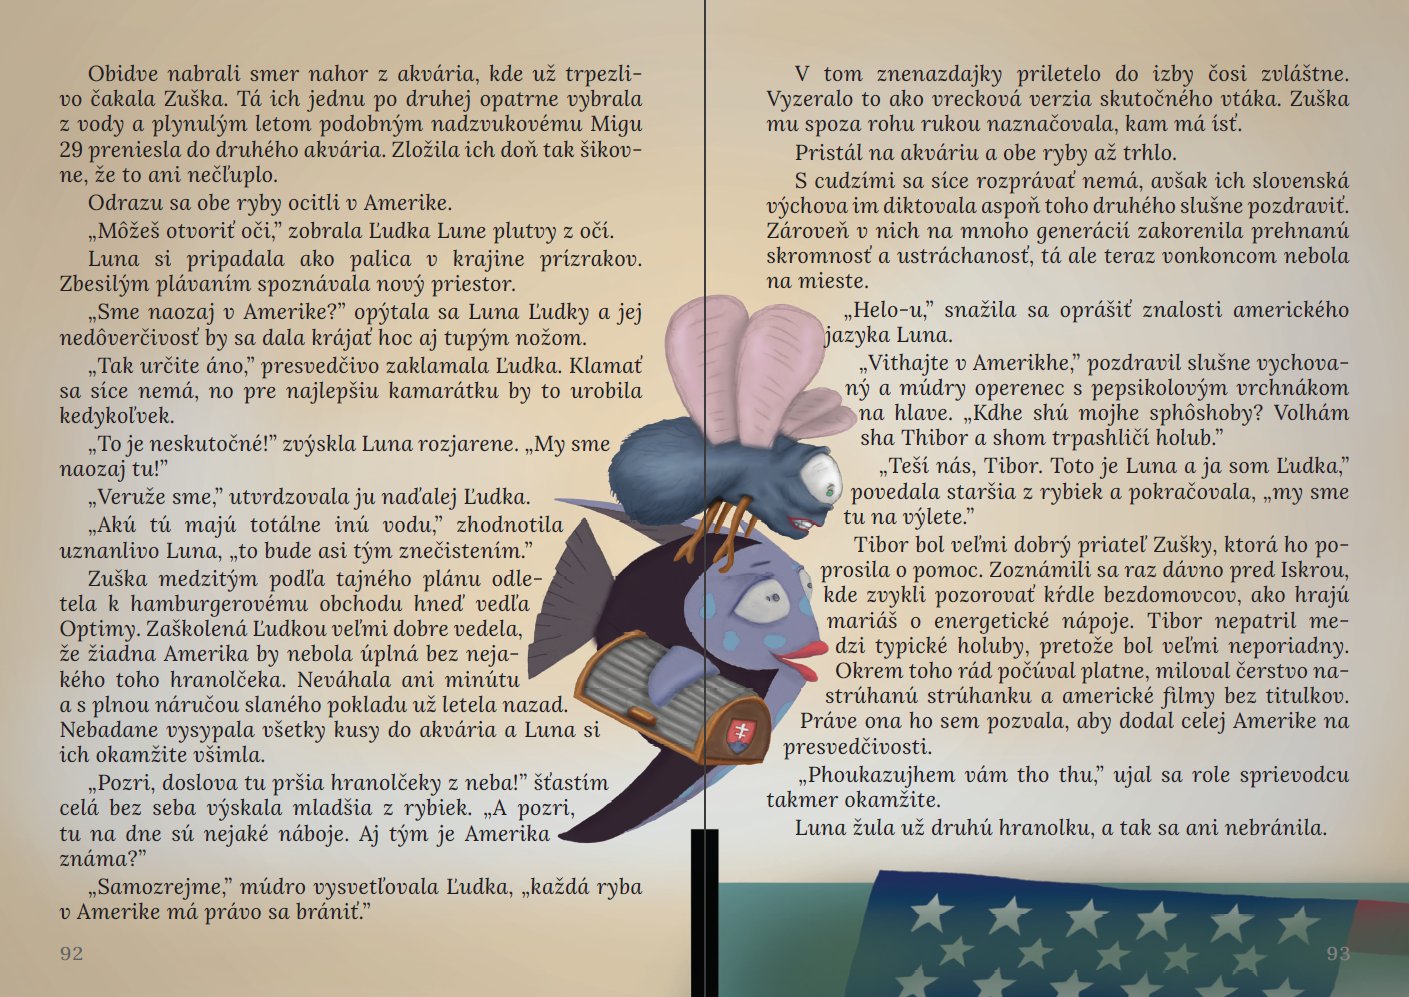 Obidve nabrali smer nahor z akvária, kde už trpezli-
vo čakala Zuška. Tá ich jednu po druhej opatrne vybrala
z vody a plynulým letom podobným nadzvukovému Migu
29 preniesla do druhého akvária. Zložila ich doň tak šikov-
ne, že to ani nečľuplo.
Odrazu sa obe ryby ocitli v Amerike.
„Môžeš otvoriť oči,” zobrala Ľudka Lune plutvy z očí.
Luna si pripadala ako palica v krajine prízrakov.
Zbesilým plávaním spoznávala nový priestor.
„Sme naozaj v Amerike?” opýtala sa Luna Ľudky a jej
nedôverčivosť by sa dala krájať hoc aj tupým nožom.
„Tak určite áno,” presvedčivo zaklamala Ľudka. Klamať
sa síce nemá, no pre najlepšiu kamarátku by to urobila
kedykoľvek.
„To je neskutočné!” zvýskla Luna rozjarene. „My sme
naozaj tu!”
„Veruže sme,” utvrdzovala ju naďalej Ľudka.
„Akú tú majú totálne inú vodu,” zhodnotila
uznanlivo Luna, „to bude asi tým znečistením.”
Zuška medzitým podľa tajného plánu odle-
tela k hamburgerovému obchodu hneď vedľa
Optimy. Zaškolená Ľudkou veľmi dobre vedela,
že žiadna Amerika by nebola úplná bez neja-
kého toho hranolčeka. Neváhala ani minútu
a s plnou náručou slaného pokladu už letela nazad.
Nebadane vysypala všetky kusy do akvária a Luna si
ich okamžite všimla.
„Pozri, doslova tu pršia hranolčeky z neba!” šťastím
celá bez seba výskala mladšia z rybiek. „A pozri,
tu na dne sú nejaké náboje. Aj tým je Amerika
známa?”
„Samozrejme,” múdro vysvetľovala Ľudka, „každá ryba
v Amerike má právo sa brániť.”
92
V tom znenazdajky priletelo do izby čosi zvláštne.
Vyzeralo to ako vrecková verzia skutočného vtáka. Zuška
mu spoza rohu rukou naznačovala, kam má ísť.
Pristál na akváriu a obe ryby až trhlo.
S cudzími sa síce rozprávať nemá, avšak ich slovenská
výchova im diktovala aspoň toho druhého slušne pozdraviť.
Zároveň v nich na mnoho generácií zakorenila prehnanú
skromnosť a ustráchanosť, tá ale teraz vonkoncom nebola
na mieste.
„Helo-u,” snažila sa oprášiť znalosti amerického
jazyka Luna.
„Vithajte v Amerikhe,” pozdravil slušne vychova-
ný a múdry operenec s pepsikolovým vrchnákom
na hlave. „Kdhe shú mojhe sphôshoby? Volhám
sha Thibor a shom trpashličí holub.”
„Teší nás, Tibor. Toto je Luna a ja som Ľudka,”
povedala staršia z rybiek a pokračovala, „my sme
tu na výlete.”
Tibor bol veľmi dobrý priateľ Zušky, ktorá ho po-
prosila o pomoc. Zoznámili sa raz dávno pred Iskrou,
kde zvykli pozorovať kŕdle bezdomovcov, ako hrajú
mariáš o energetické nápoje. Tibor nepatril me-
dzi typické holuby, pretože bol veľmi neporiadny.
Okrem toho rád počúval platne, miloval čerstvo na-
strúhanú strúhanku a americké filmy bez titulkov.
Práve ona ho sem pozvala, aby dodal celej Amerike na
presvedčivosti.
„Phoukazujhem vám tho thu,” ujal sa role sprievodcu
takmer okamžite.
Luna žula už druhú hranolku, a tak sa ani nebránila.
93